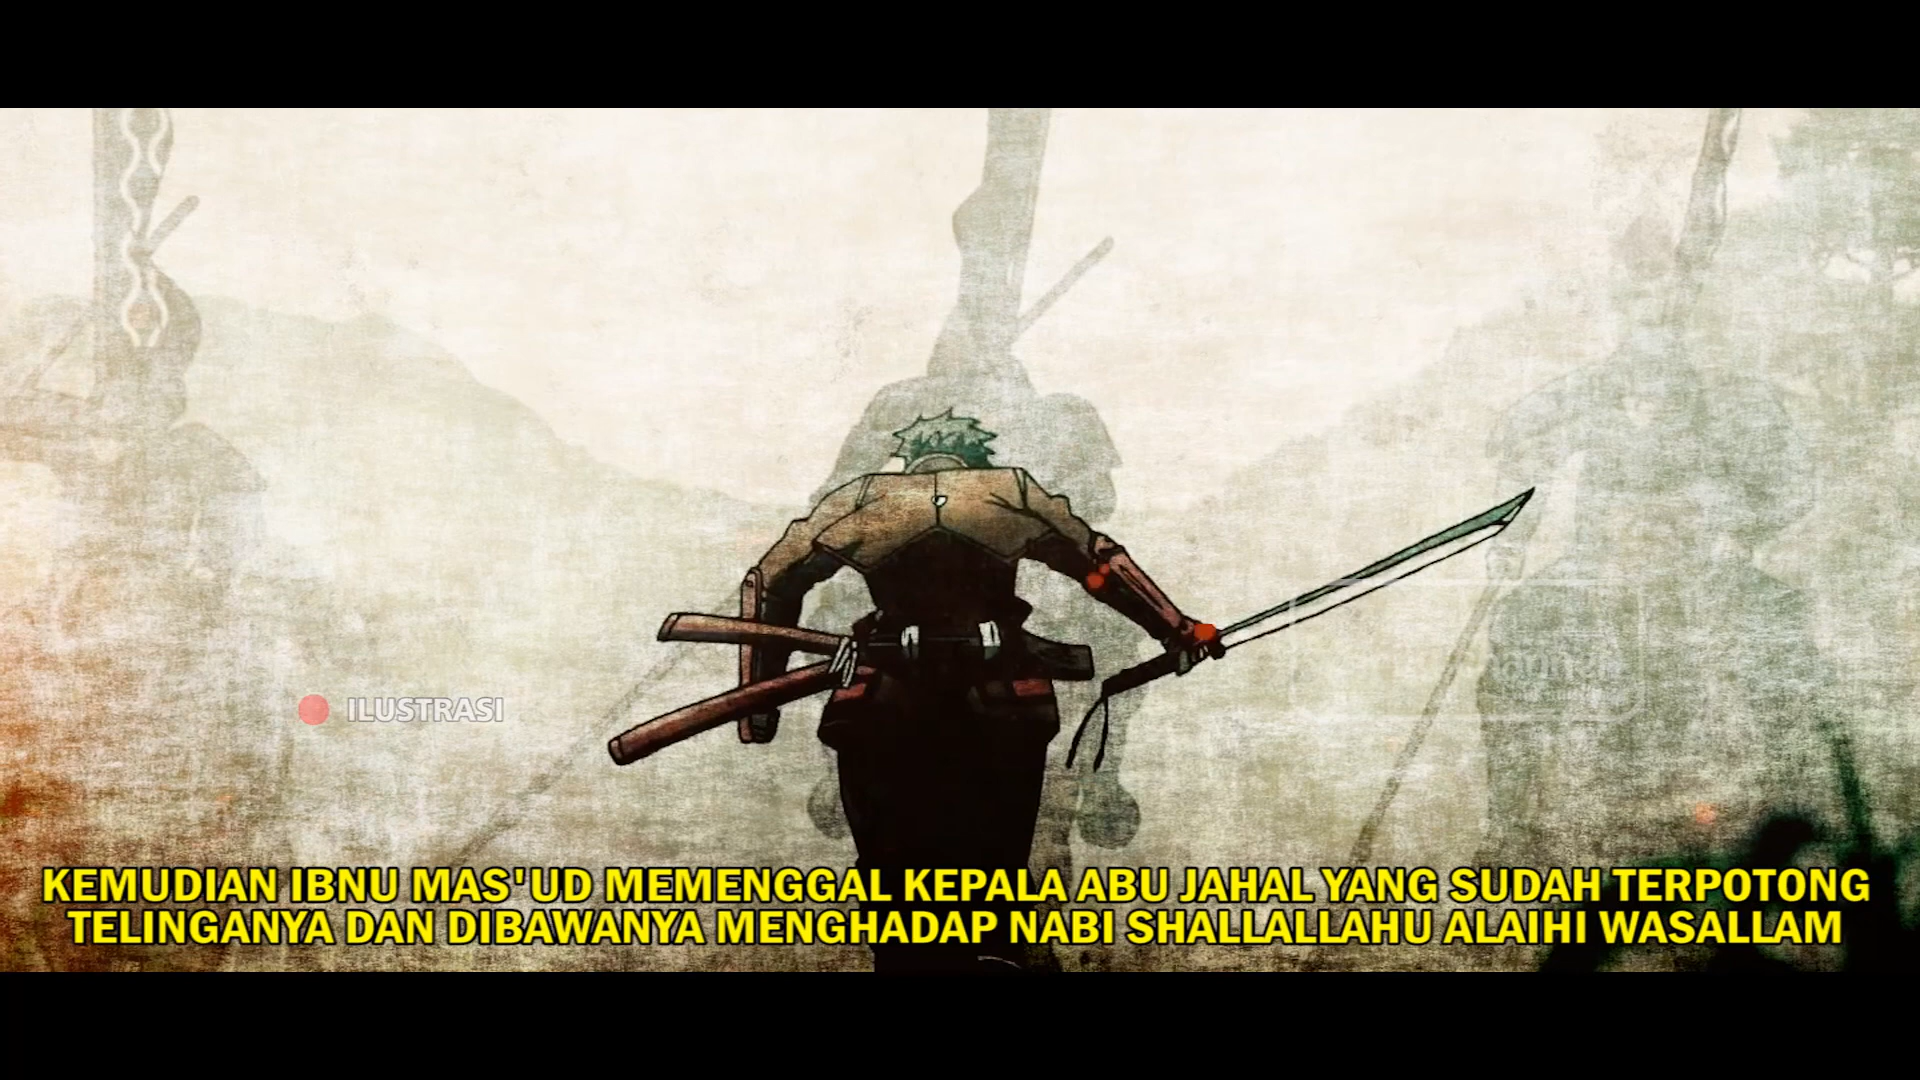 ILUSTRASI
KEMUDIAN IBNU MAS'UD MEMENGGAL KEPALA ABU JAHAL YANG SUDAH TERPOTONG
TELINGANYA DAN DIBAWANYA MENGHADAP NABI SHALLALLAHU ALAIHI WASALLAM